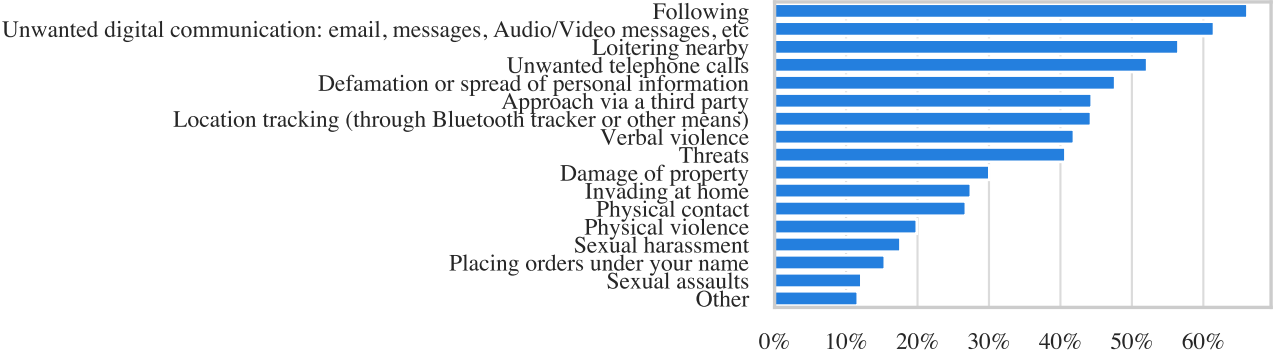 Following
Unwanted digital communication: email, messages, Audio/Video messages, etc
Loitering nearby
Unwanted telephone calls
Defamation or spread of personal information
Approach via a third party
Location tracking (through Bluetooth tracker or other means)
Verbal violence
Threats
Damage of property
Invading at home
Physical contact
Physical violence
Sexual harassment
Placing orders under your name
Sexual assaults
Other
0% 10% 20% 30% 40% 50% 60%